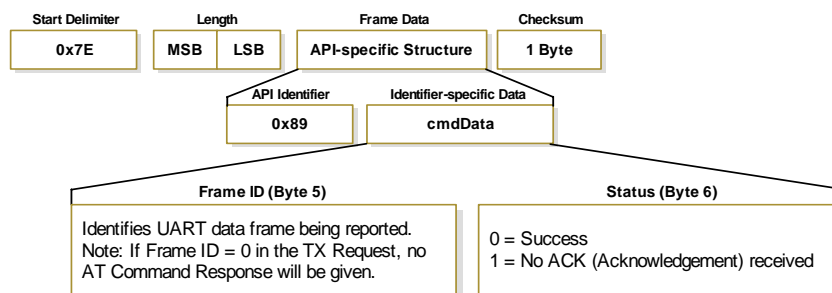 Start Delimiter Length Frame Data Checksum
0x7E MSB LSB API-specific Structure 1 Byte
API Identifier Identifier-specific Data
0x89 cmdData
Frame ID (Byte 5)
Identifies UART data frame being reported.
Note: If Frame ID = 0 in the TX Request, no
AT Command Response will be given.
Status (Byte 6)
0 = Success
1 = No ACK (Acknowledgement) received